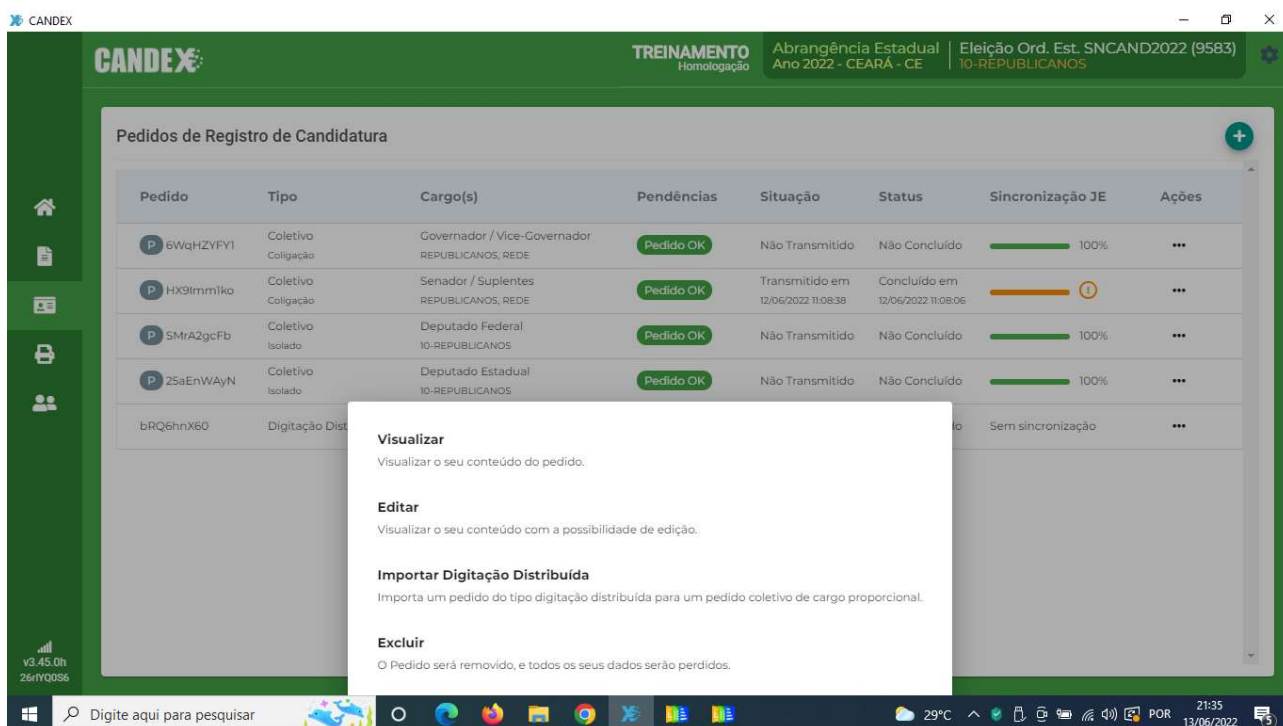 CANDEX
CANDEX
TREINAMENTO
Homologação
Abrangência Estadual | Eleição Ord. Est. SNCAND2022 (9583)
Ano 2022 - CEARÁ - CE | 10-REPUBLICANOS
Pedidos de Registro de Candidatura
Pedido Tipo Cargo(s) Pendências Situação Status Sincronização JE Ações
P 6WqHZYFY1 Coletivo Governador / Vice-Governador Pedido OK Não Transmitido Não Concluído 100%
Coligação REPUBLICANOS, REDE
P HX9Imm1ko Coletivo Senador / Suplentes Pedido OK Transmitido em Concluído em
Coligação REPUBLICANOS, REDE 12/06/2022 11:08:38 12/06/2022 11:08:06
P SMrA2gcFb Coletivo Deputado Federal Pedido OK Não Transmitido Não Concluído 100%
Isolado 10-REPUBLICANOS
P 25aEnWAyN Coletivo Deputado Estadual Pedido OK Não Transmitido Não Concluído 100%
Isolado 10-REPUBLICANOS
bRQ6hnX60 Digitação Dist Sem sincronização
Visualizar
Visualizar o seu conteúdo do pedido.
Editar
Visualizar o seu conteúdo com a possibilidade de edição.
Importar Digitação Distribuída
Importa um pedido do tipo digitação distribuída para um pedido coletivo de cargo proporcional.
Excluir
O Pedido será removido, e todos os seus dados serão perdidos.
v3.45.0h
Digite aqui para pesquisar
29°C POR 21:35
13/06/2022